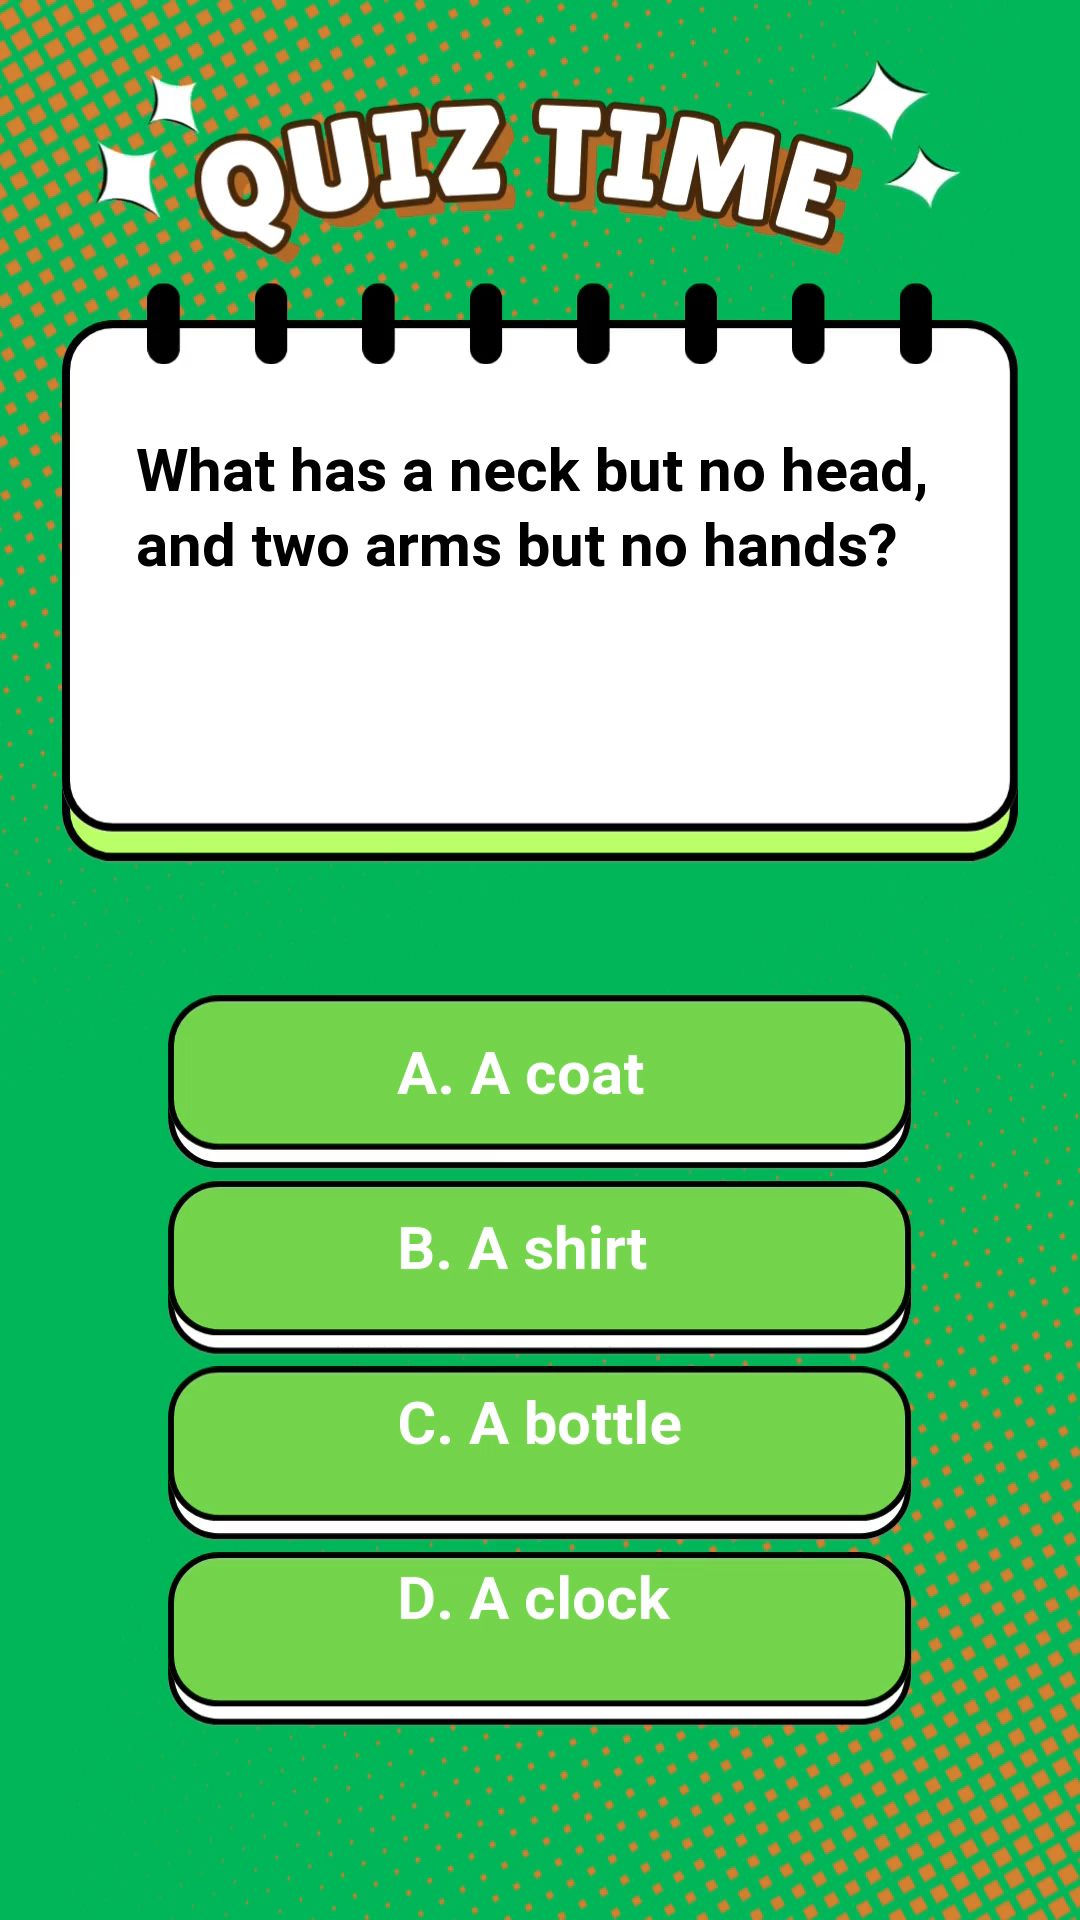 QUIZ TIME
What has a neck but no head,
and two arms but no hands?
A. A coat
B. A shirt
C. A bottle
D. A clock